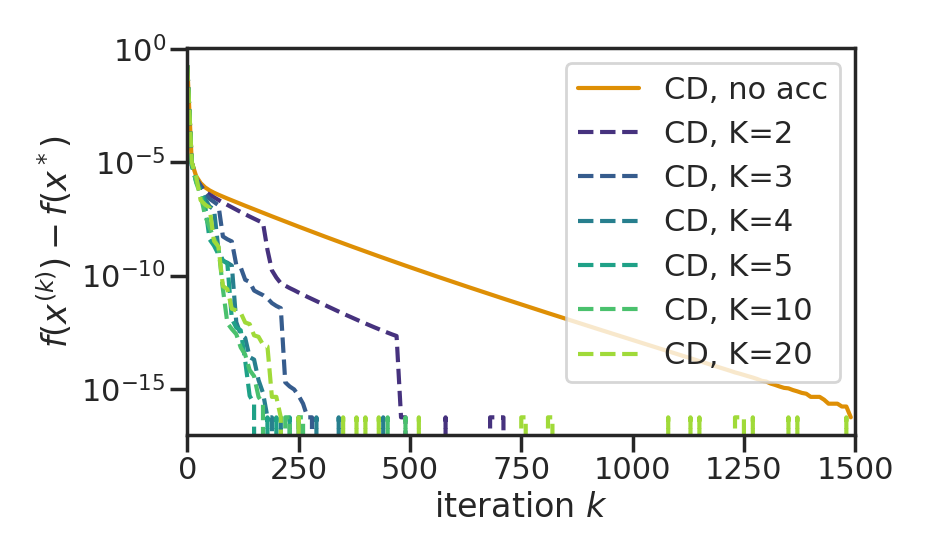 f(x^(k)) − f(x^*)
10^0
10^−5
10^−10
10^−15
CD, no acc
CD, K=2
CD, K=3
CD, K=4
CD, K=5
CD, K=10
CD, K=20
0 250 500 750 1000 1250 1500
iteration k